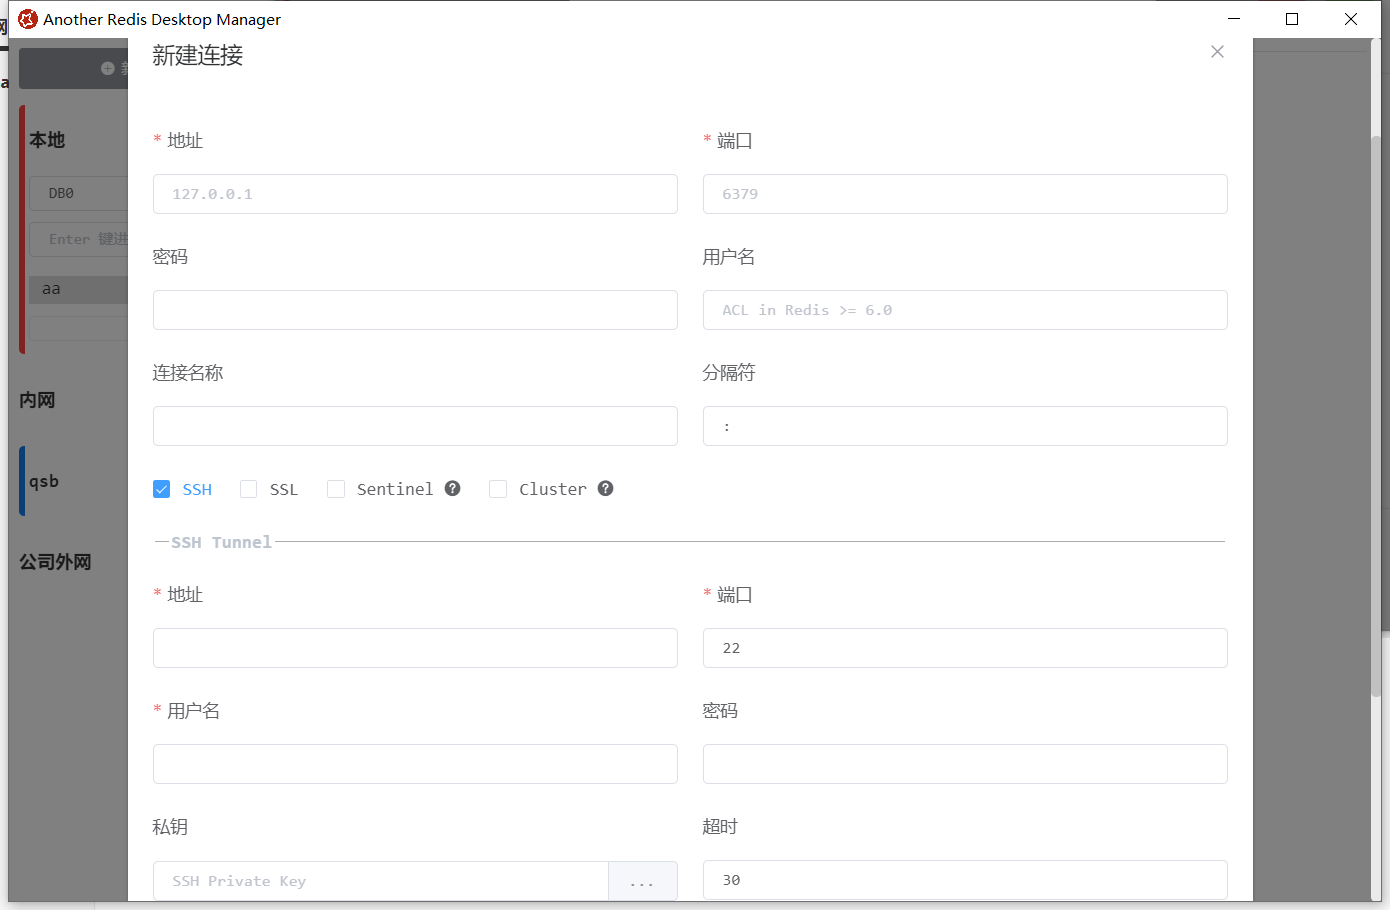 Another Redis Desktop Manager
新建连接
本地
DB0
Enter 键进
aa
内网
qsb
公司外网
* 地址
* 端口
127.0.0.1
6379
密码
用户名
ACL in Redis >= 6.0
连接名称
分隔符
:
SSH
SSL
Sentinel ?
Cluster ?
SSH Tunnel
* 地址
* 端口
22
* 用户名
密码
私钥
超时
SSH Private Key
...
30